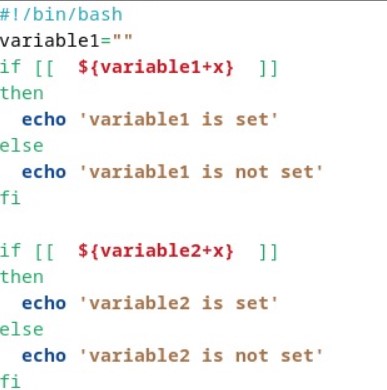 #!/bin/bash
variable1=""
if [[  ${variable1+x}  ]]
then
  echo 'variable1 is set'
else
  echo 'variable1 is not set'
fi

if [[  ${variable2+x}  ]]
then
  echo 'variable2 is set'
else
  echo 'variable2 is not set'
fi